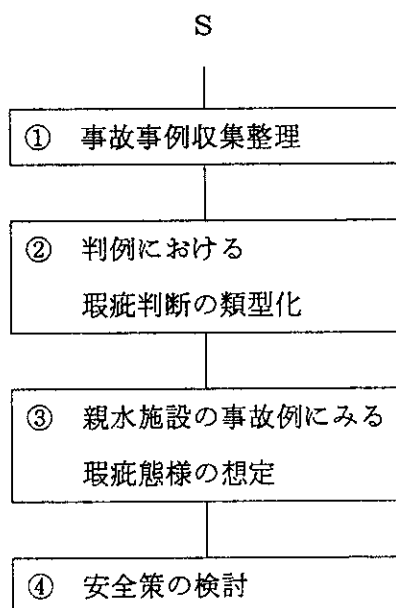 S
① 事故事例収集整理
② 判例における
瑕疵判断の類型化
③ 親水施設の事故例にみる
瑕疵態様の想定
④ 安全策の検討